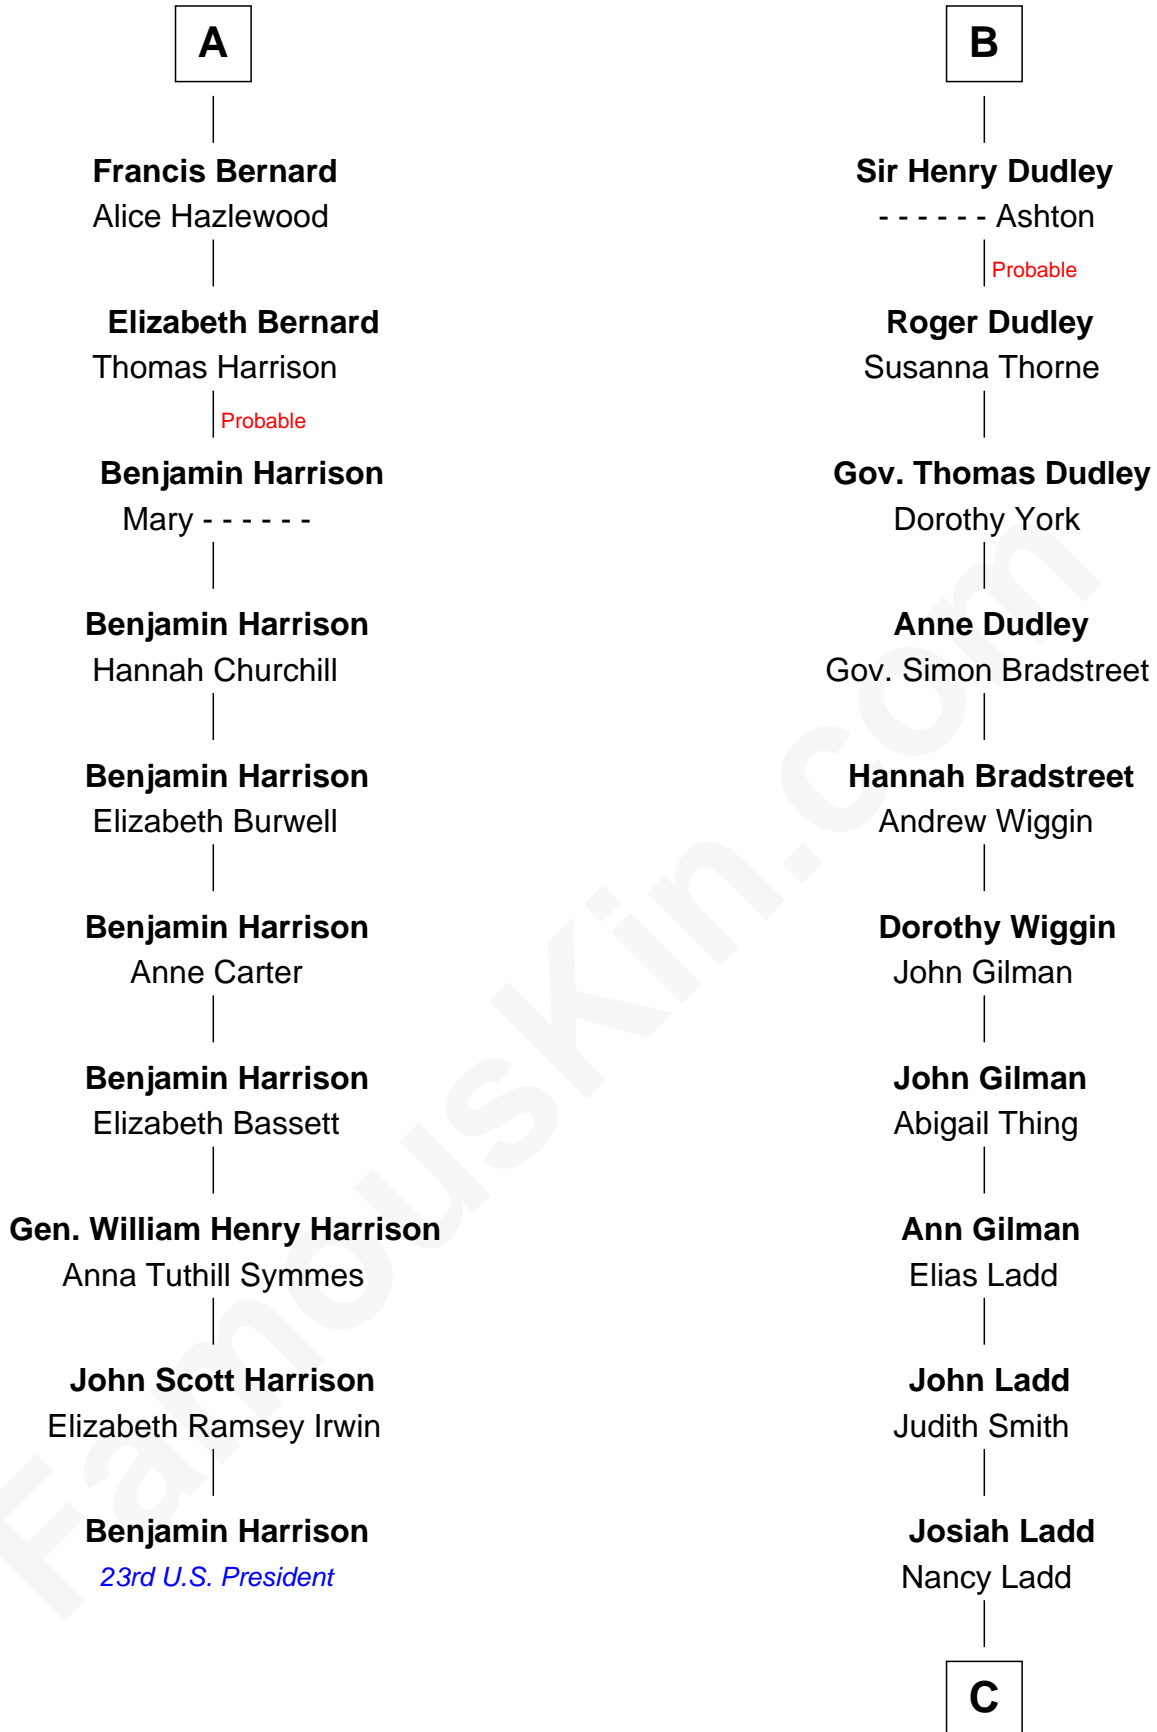 A
Francis Bernard
Alice Hazlewood
Elizabeth Bernard
Thomas Harrison
Probable
Benjamin Harrison
Mary - - - - - -
Benjamin Harrison
Hannah Churchill
Benjamin Harrison
Elizabeth Burwell
Benjamin Harrison
Anne Carter
Benjamin Harrison
Elizabeth Bassett
Gen. William Henry Harrison
Anna Tuthill Symmes
John Scott Harrison
Elizabeth Ramsey Irwin
Benjamin Harrison
23rd U.S. President
B
Sir Henry Dudley
- - - - - - Ashton
Probable
Roger Dudley
Susanna Thorne
Gov. Thomas Dudley
Dorothy York
Anne Dudley
Gov. Simon Bradstreet
Hannah Bradstreet
Andrew Wiggin
Dorothy Wiggin
John Gilman
John Gilman
Abigail Thing
Ann Gilman
Elias Ladd
John Ladd
Judith Smith
Josiah Ladd
Nancy Ladd
C
FamousKin.com